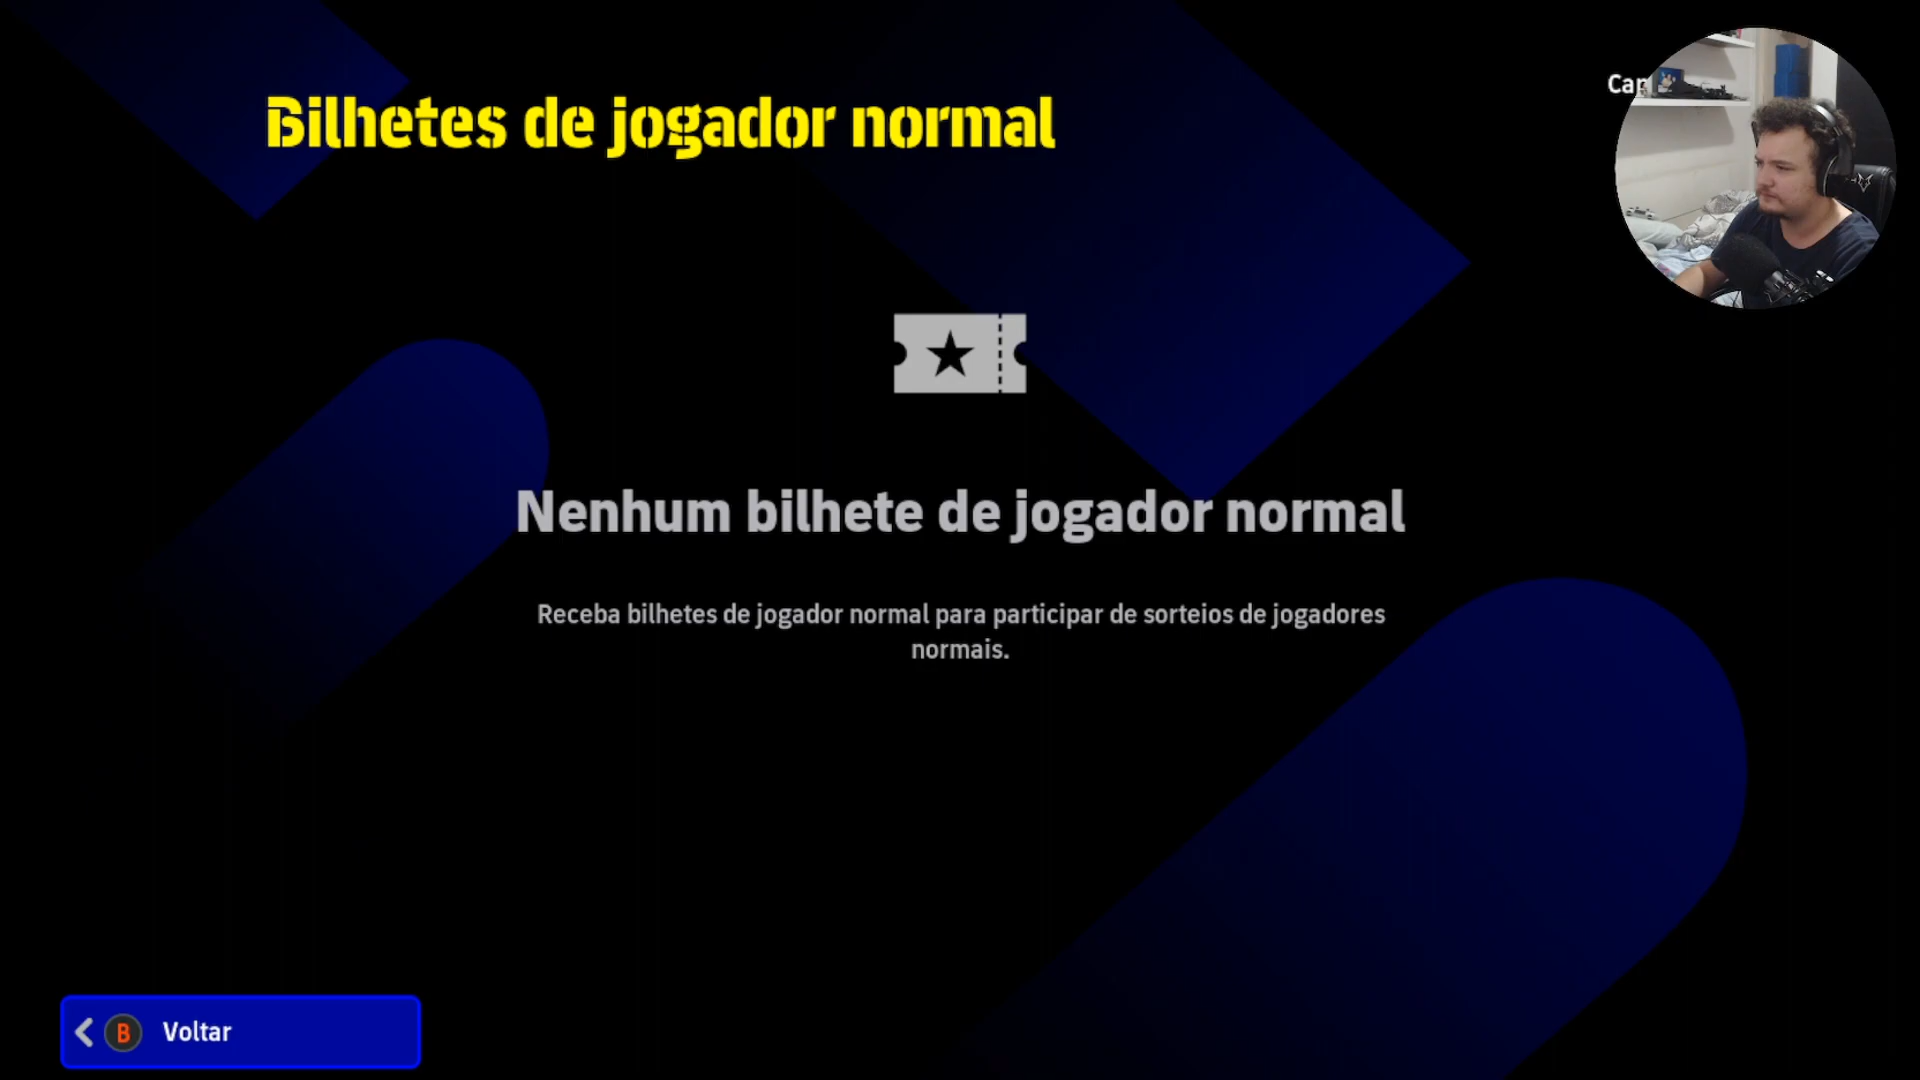 Bilhetes de jogador normal
Nenhum bilhete de jogador normal
Receba bilhetes de jogador normal para participar de sorteios de jogadores
normais.
B Voltar